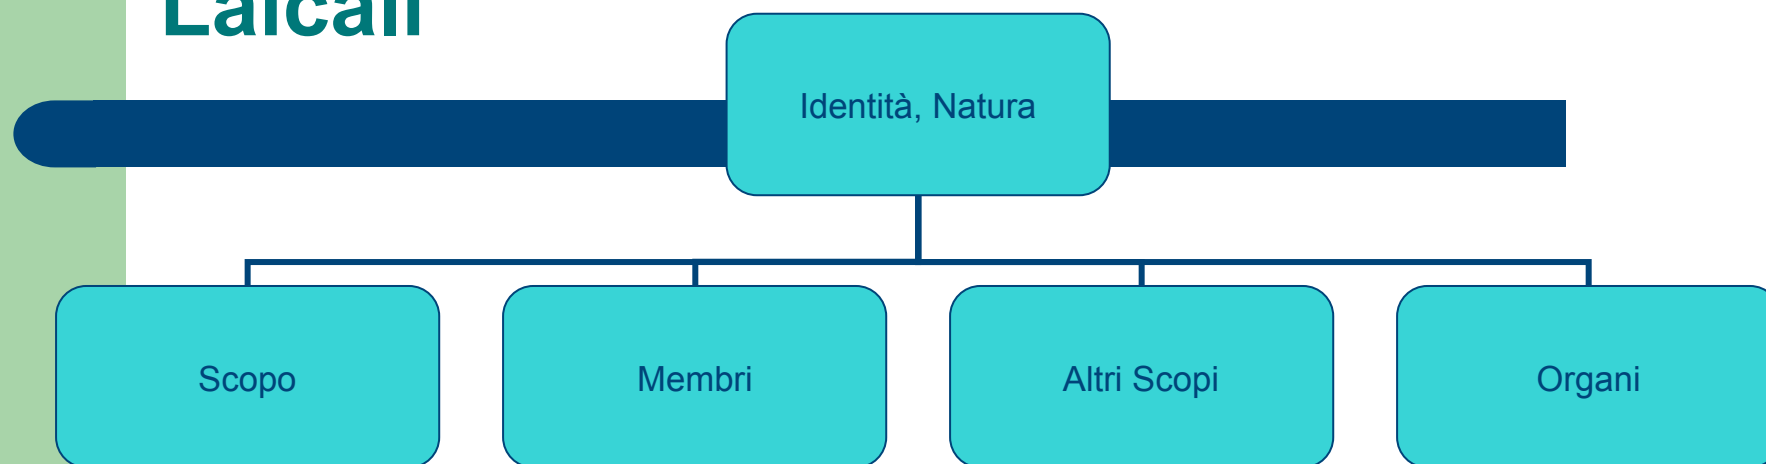 Laicali
Identità, Natura
Scopo
Membri
Altri Scopi
Organi